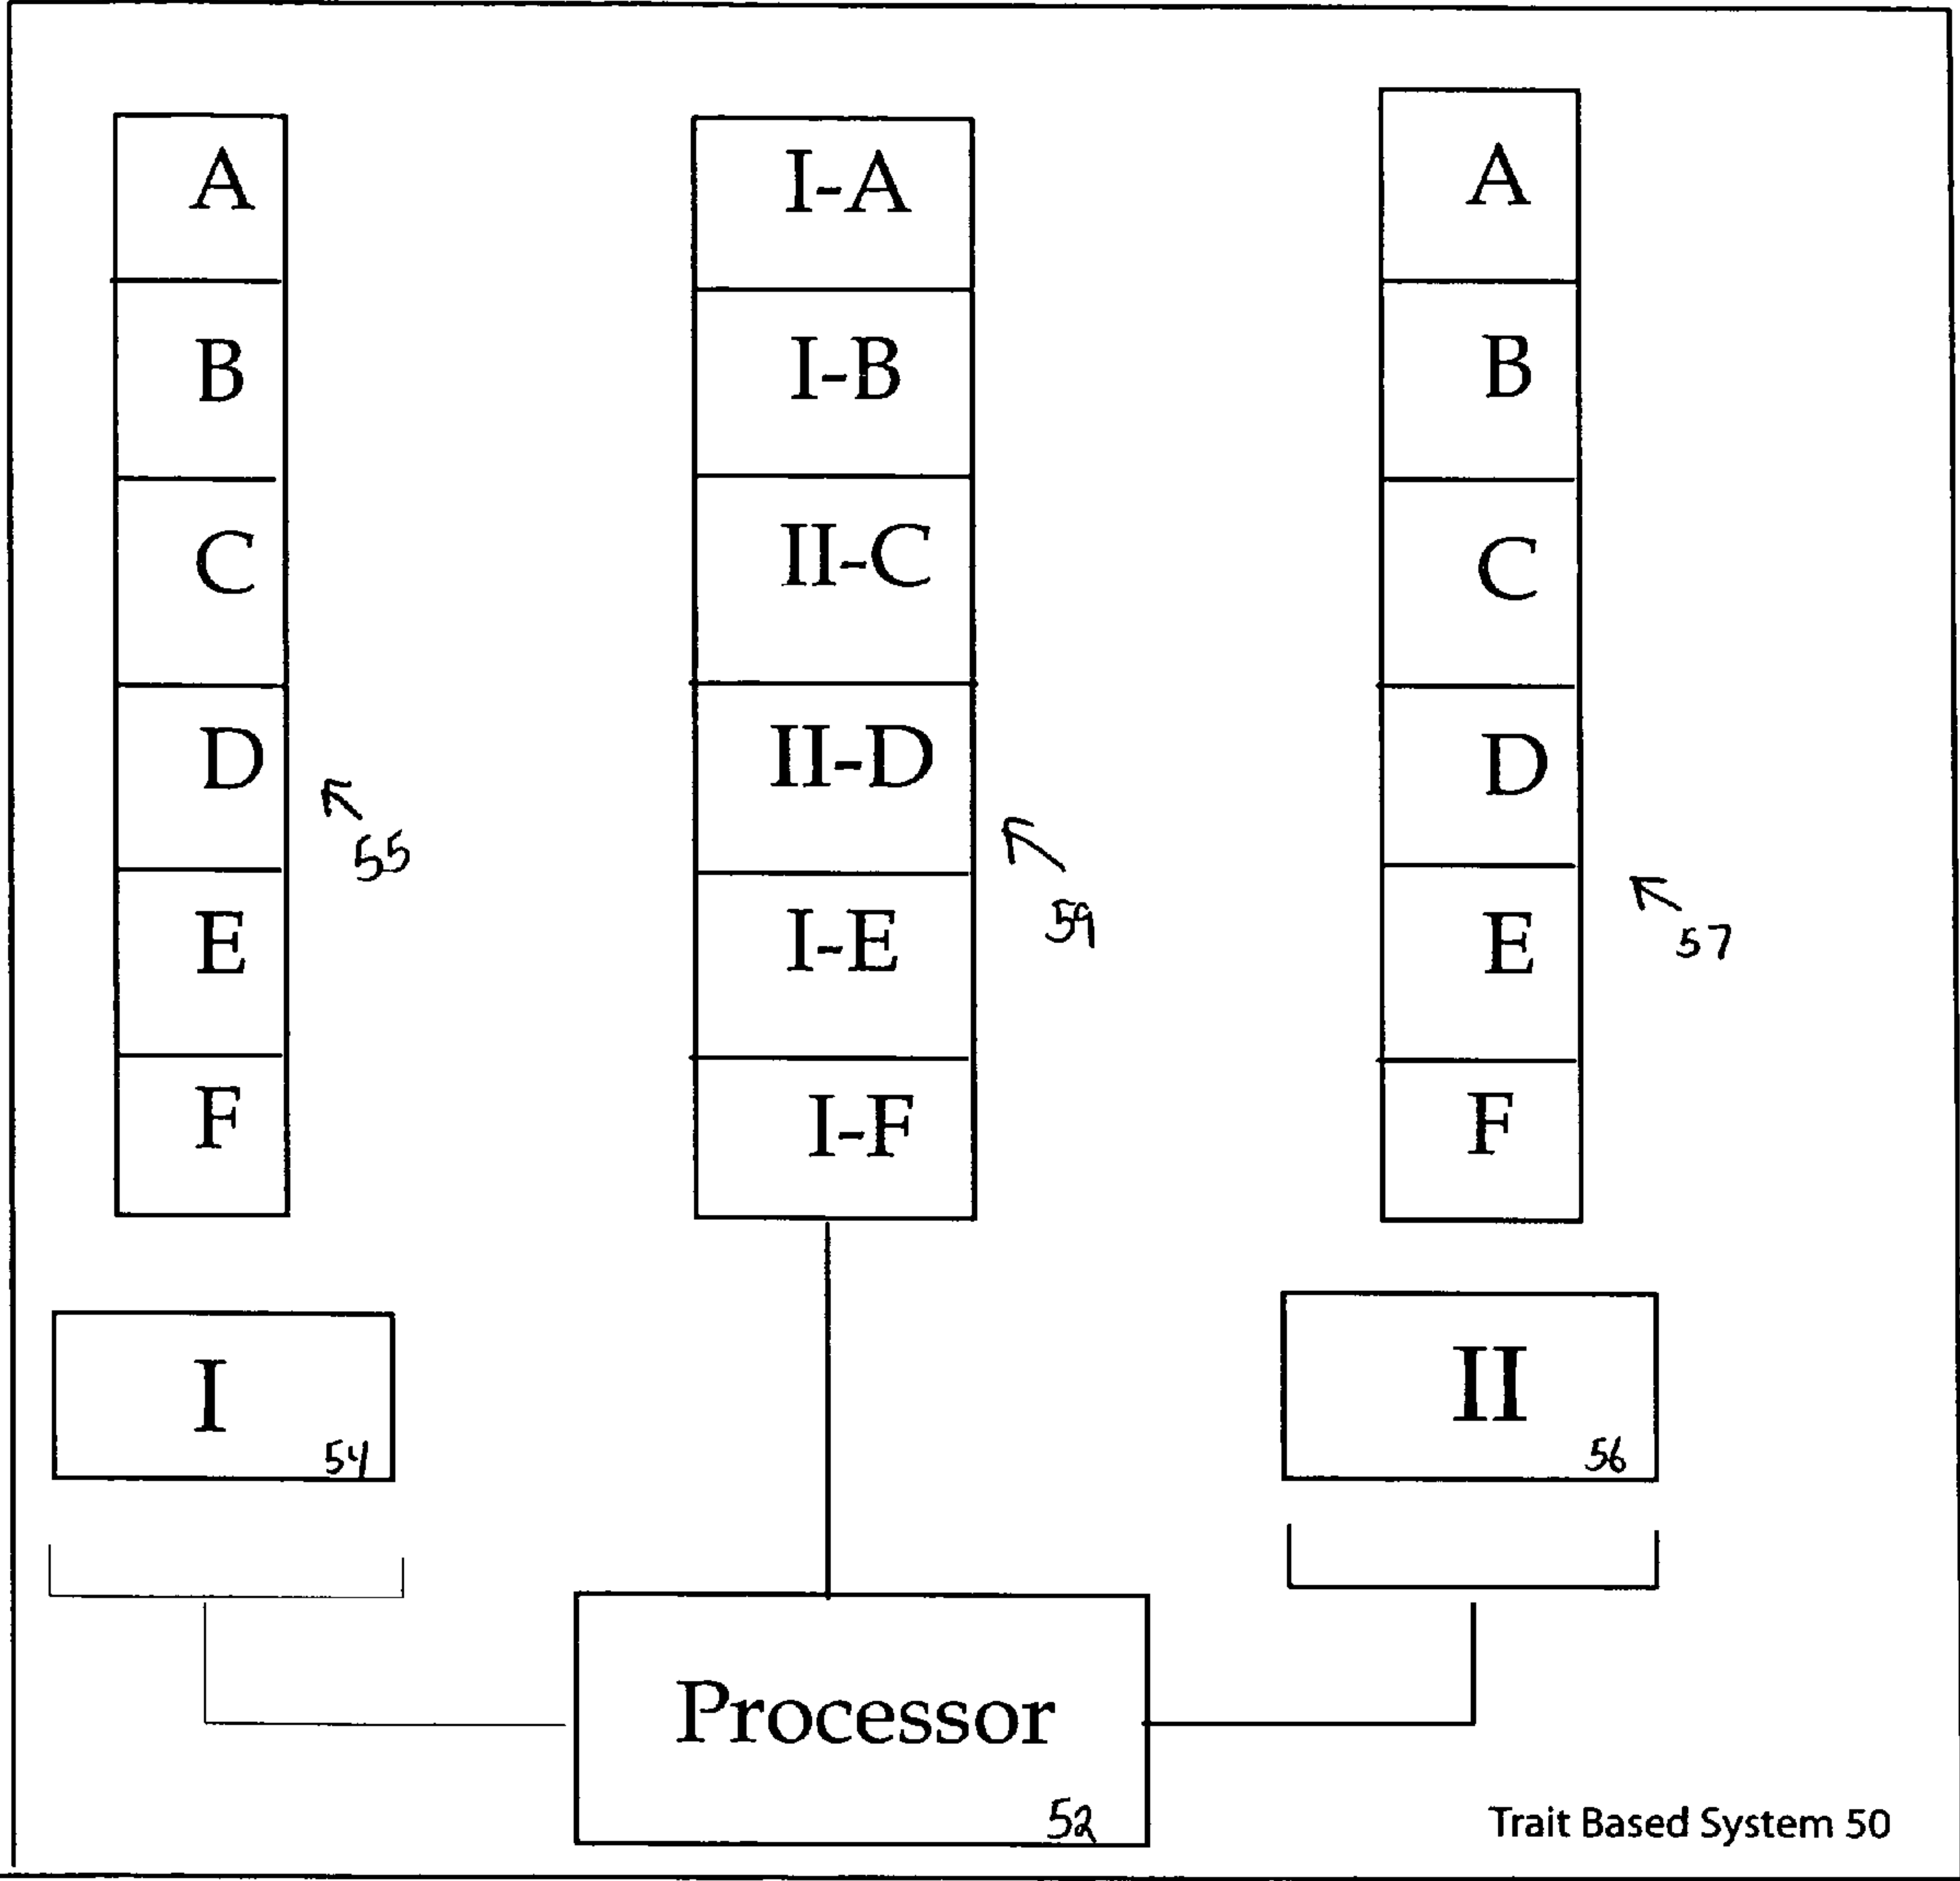 A
B
C
D
E
F
55
I-A
I-B
II-C
II-D
I-E
I-F
59
A
B
C
D
E
F
57
I
54
II
56
Processor
52
Trait Based System 50